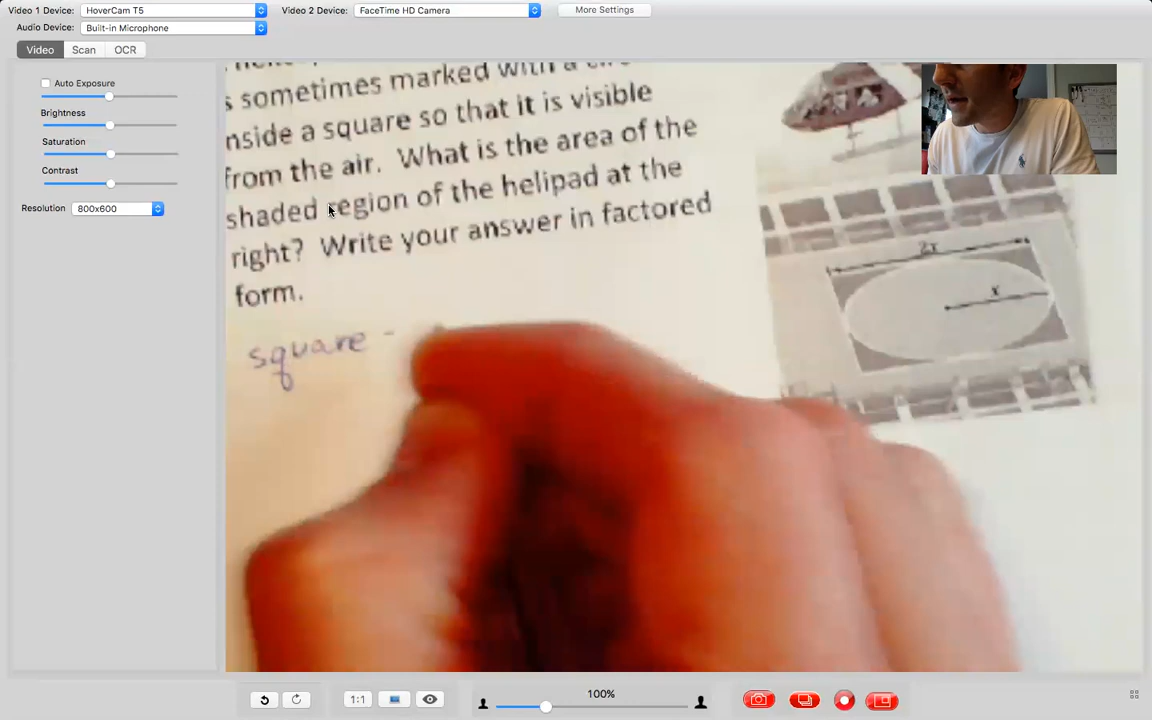 Video 1 Device: HoverCam T5 Video 2 Device: FaceTime HD Camera More Settings
Audio Device: Built-in Microphone
Video Scan OCR
Auto Exposure
Brightness
Saturation
Contrast
Resolution 800x600
s sometimes marked with a
nside a square so that it is visible
from the air. What is the area of the
shaded region of the helipad at the
right? Write your answer in factored
form.
square -
2x
x
1:1 100%